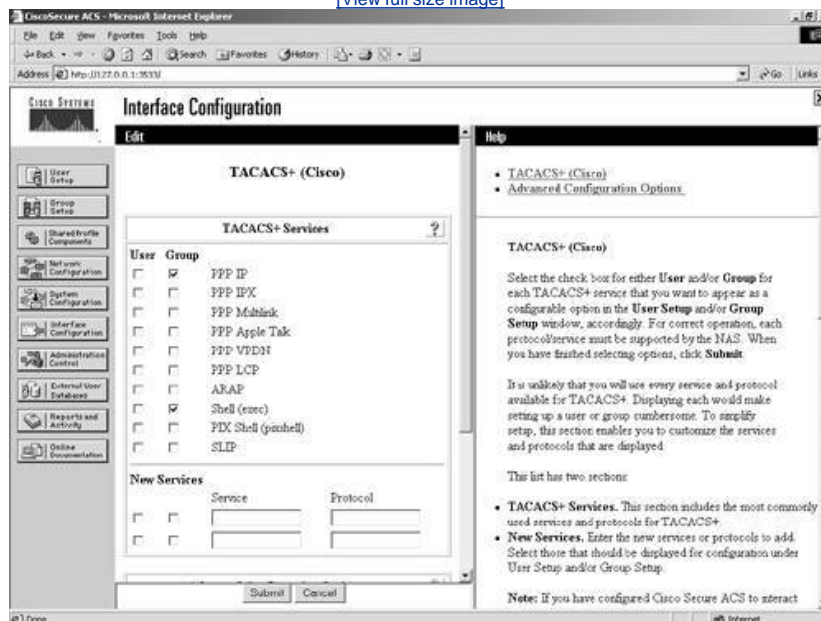 [View full size image]
CiscoSecure ACS - Microsoft Internet Explorer
File Edit View Favorites Tools Help
Back Search Favorites History
Address http://127.0.0.1:3533/ Go Links
CISCO SYSTEMS
Interface Configuration
User Setup
Group Setup
Shared Profile Components
Network Configuration
System Configuration
Interface Configuration
Administration Control
External User Databases
Reports and Activity
Online Documentation
Edit
TACACS+ (Cisco)
TACACS+ Services ?
User Group
PPP IP
PPP IPX
PPP Multilink
PPP Apple Talk
PPP VPDN
PPP LCP
ARAP
Shell (exec)
PIX Shell (pixshell)
SLIP
New Services
Service Protocol
Submit Cancel
Help
• TACACS+ (Cisco)
• Advanced Configuration Options
TACACS+ (Cisco)
Select the check box for either User and/or Group for
each TACACS+ service that you want to appear as a
configurable option in the User Setup and/or Group
Setup window, accordingly. For correct operation, each
protocol/service must be supported by the NAS. When
you have finished selecting options, click Submit.
It is unlikely that you will use every service and protocol
available for TACACS+. Displaying each would make
setting up a user or group cumbersome. To simplify
setup, this section enables you to customize the services
and protocols that are displayed.
This list has two sections:
• TACACS+ Services. This section includes the most commonly
used services and protocols for TACACS+.
• New Services. Enter the new services or protocols to add.
Select those that should be displayed for configuration under
User Setup and/or Group Setup.
Note: If you have configured Cisco Secure ACS to interact
Done Internet